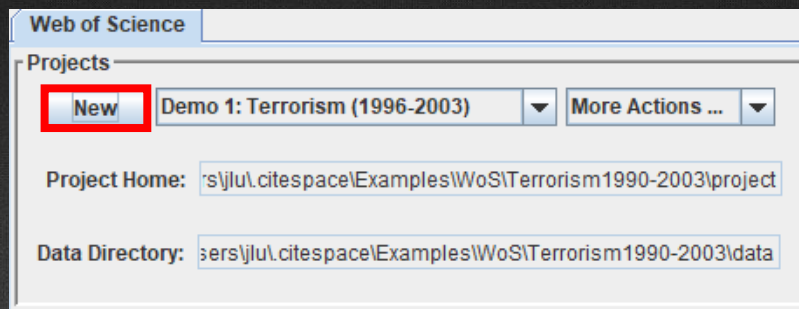 Web of Science
Projects
New Demo 1: Terrorism (1996-2003) More Actions ...
Project Home: rs\jlu\.citespace\Examples\WoS\Terrorism1990-2003\project
Data Directory: sers\jlu\.citespace\Examples\WoS\Terrorism1990-2003\data